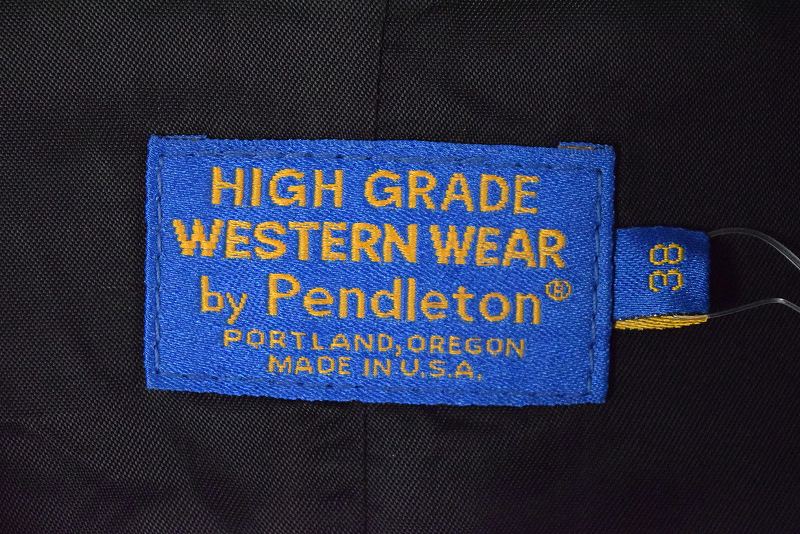 HIGH GRADE
WESTERN WEAR
by Pendleton®
PORTLAND, OREGON
MADE IN U.S.A.
38